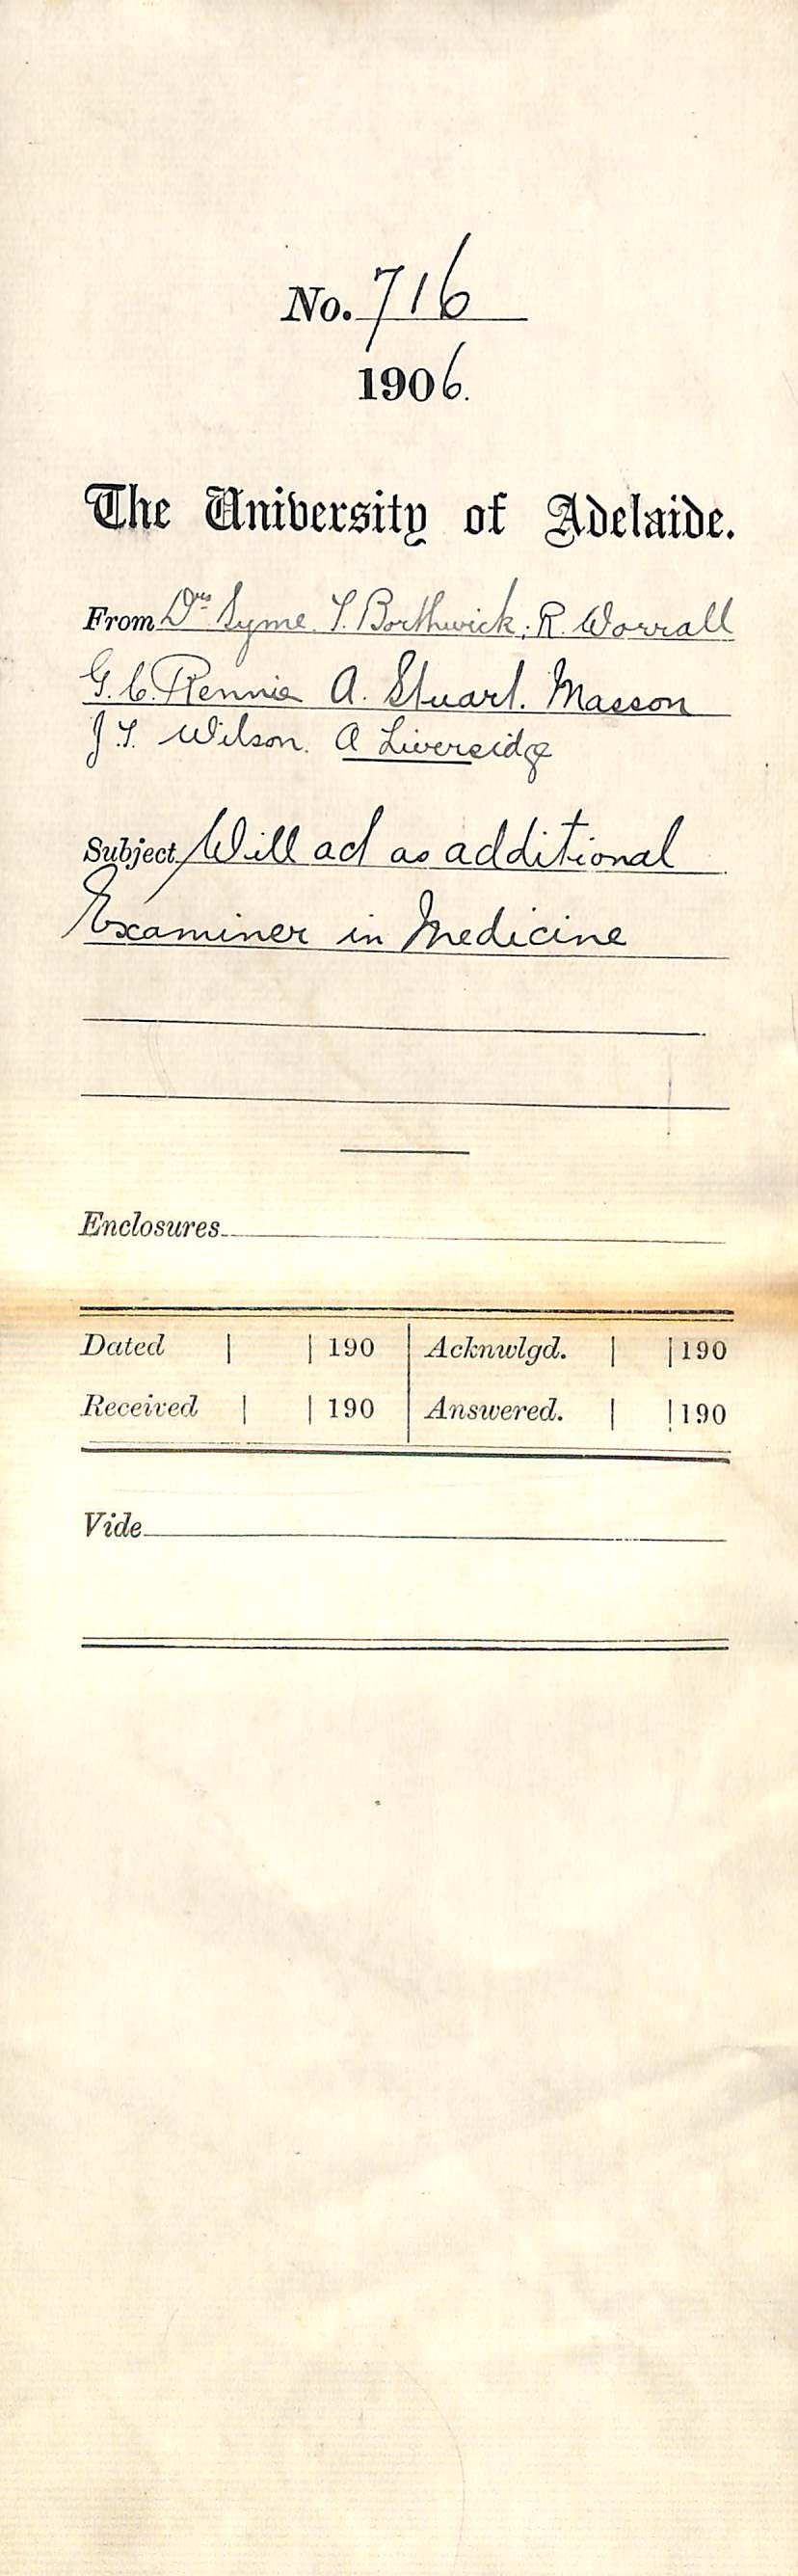 No. 716
1906.
The University of Adelaide.
From Drs Syme. T. Borthwick; R. Worrall
G. C. Rennie A. Stuart. Masson
J T. Wilson. A Liversidge
Subject Will act as additional
Examiner in Medicine
Enclosures
Dated | | 190 | Acknwlgd. | | 190
Received | | 190 | Answered. | | 190
Vide